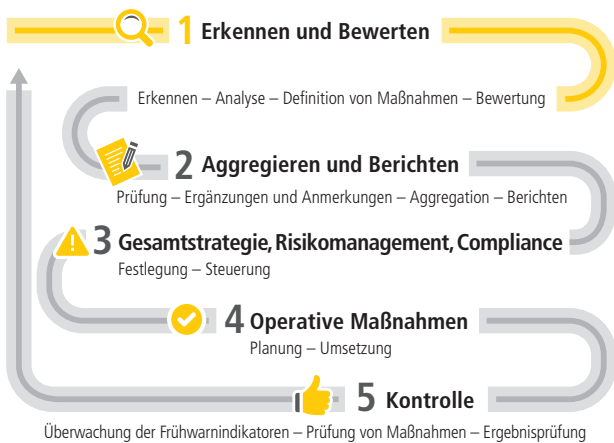 1 Erkennen und Bewerten
Erkennen – Analyse – Definition von Maßnahmen – Bewertung
2 Aggregieren und Berichten
Prüfung – Ergänzungen und Anmerkungen – Aggregation – Berichten
3 Gesamtstrategie, Risikomanagement, Compliance
Festlegung – Steuerung
4 Operative Maßnahmen
Planung – Umsetzung
5 Kontrolle
Überwachung der Frühwarnindikatoren – Prüfung von Maßnahmen – Ergebnisprüfung